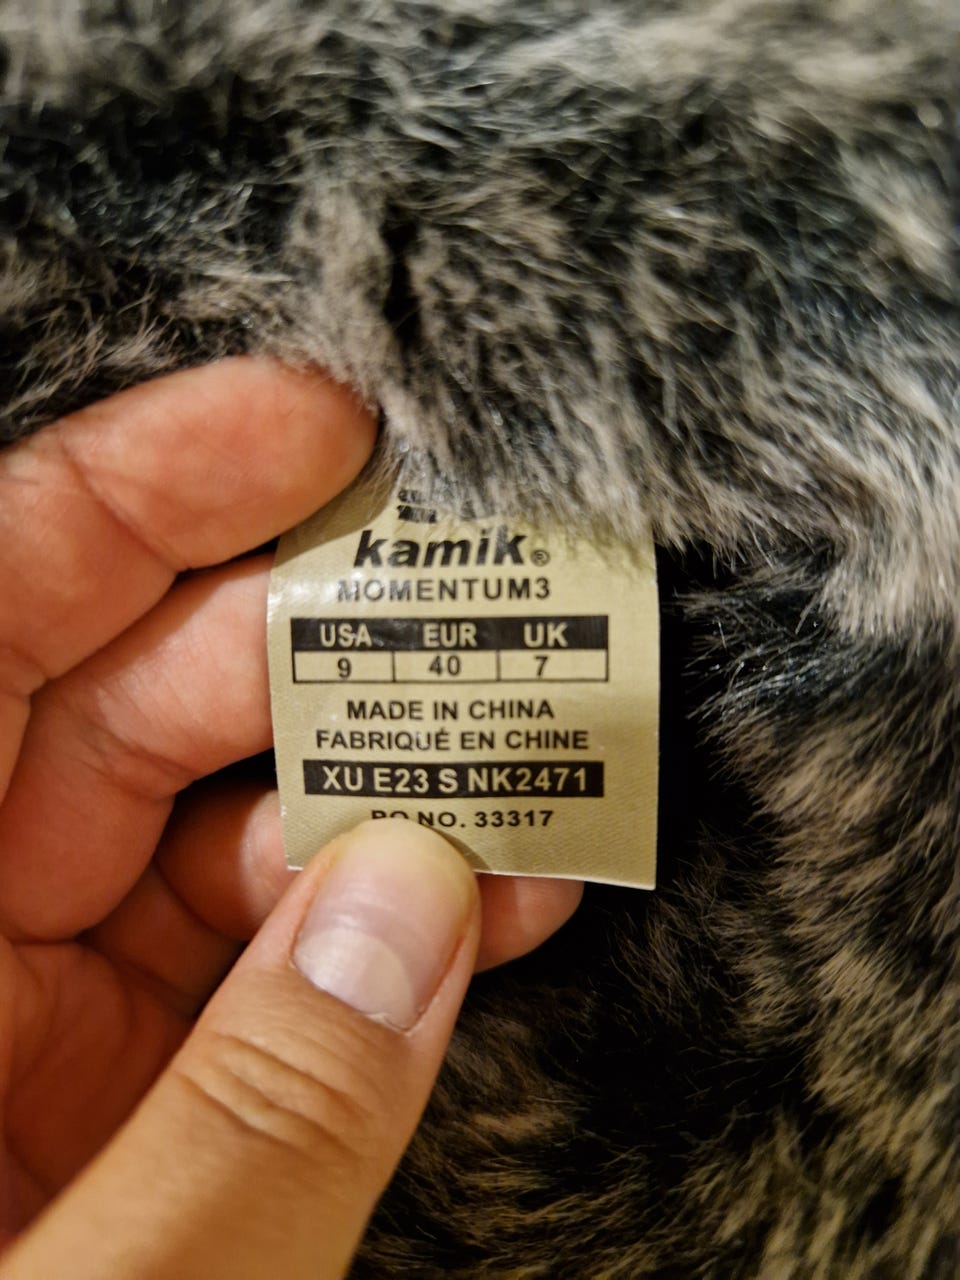 kamik®
MOMENTUM3
USA EUR UK
9 40 7
MADE IN CHINA
FABRIQUÉ EN CHINE
XU E23 S NK2471
PO NO. 33317